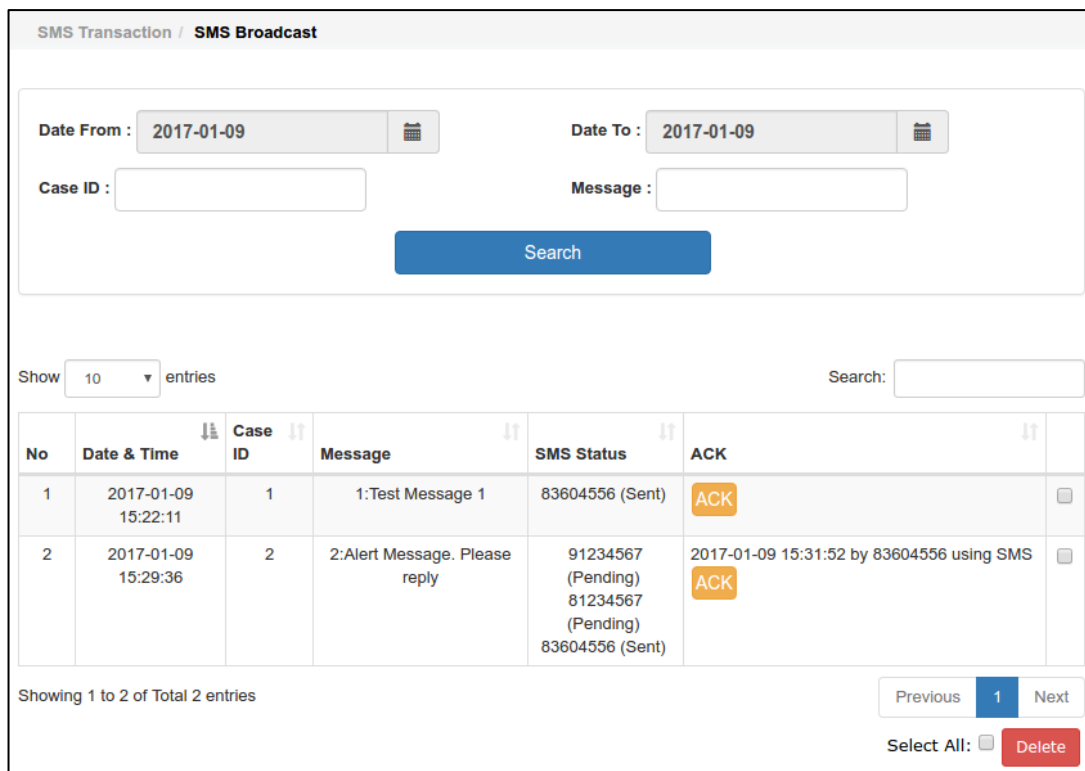 SMS Transaction / SMS Broadcast
Date From : 2017-01-09 Date To : 2017-01-09
Case ID : Message :
Search
Show 10 entries Search:
No Date & Time Case ID Message SMS Status ACK
1 2017-01-09 15:22:11 1 1:Test Message 1 83604556 (Sent) ACK
2 2017-01-09 15:29:36 2 2:Alert Message. Please reply 91234567 (Pending) 81234567 (Pending) 83604556 (Sent) 2017-01-09 15:31:52 by 83604556 using SMS ACK
Showing 1 to 2 of Total 2 entries Previous 1 Next
Select All: Delete